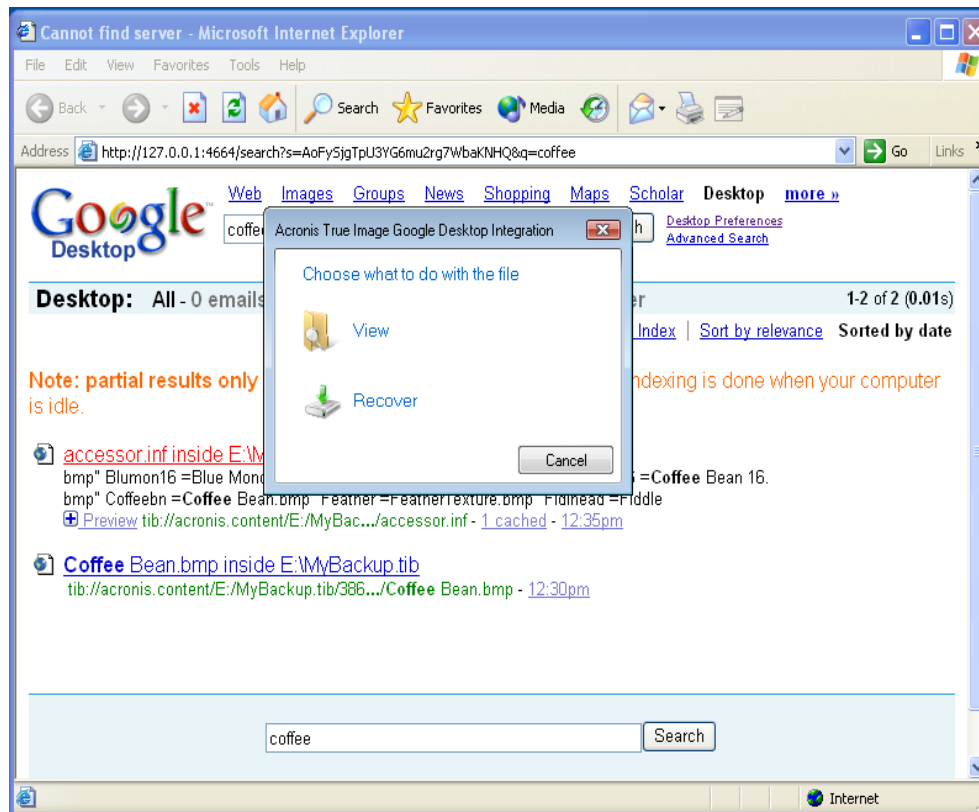 Cannot find server - Microsoft Internet Explorer
File Edit View Favorites Tools Help
Back Search Favorites Media
Address http://127.0.0.1:4664/search?s=AoFy5jgTpU3YG6mu2rg7WbaKNHQ&q=coffee Go Links
Google Desktop
Web Images Groups News Shopping Maps Scholar Desktop more »
Desktop Preferences
Advanced Search
Acronis True Image Google Desktop Integration
Choose what to do with the file
View
Recover
Cancel
Desktop: All - 0 emails 1-2 of 2 (0.01s)
Index | Sort by relevance Sorted by date
Note: partial results only ndexing is done when your computer
is idle.
accessor.inf inside E:\M
bmp" Blumon16 =Blue Mond =Coffee Bean 16.
bmp" Coffeebn =Coffee Bean.bmp" Feather =FeatherTexture.bmp" Fidlhead =Fiddle
Preview tib://acronis.content/E:/MyBac.../accessor.inf - 1 cached - 12:35pm
Coffee Bean.bmp inside E:\MyBackup.tib
tib://acronis.content/E:/MyBackup.tib/386.../Coffee Bean.bmp - 12:30pm
coffee Search
Internet